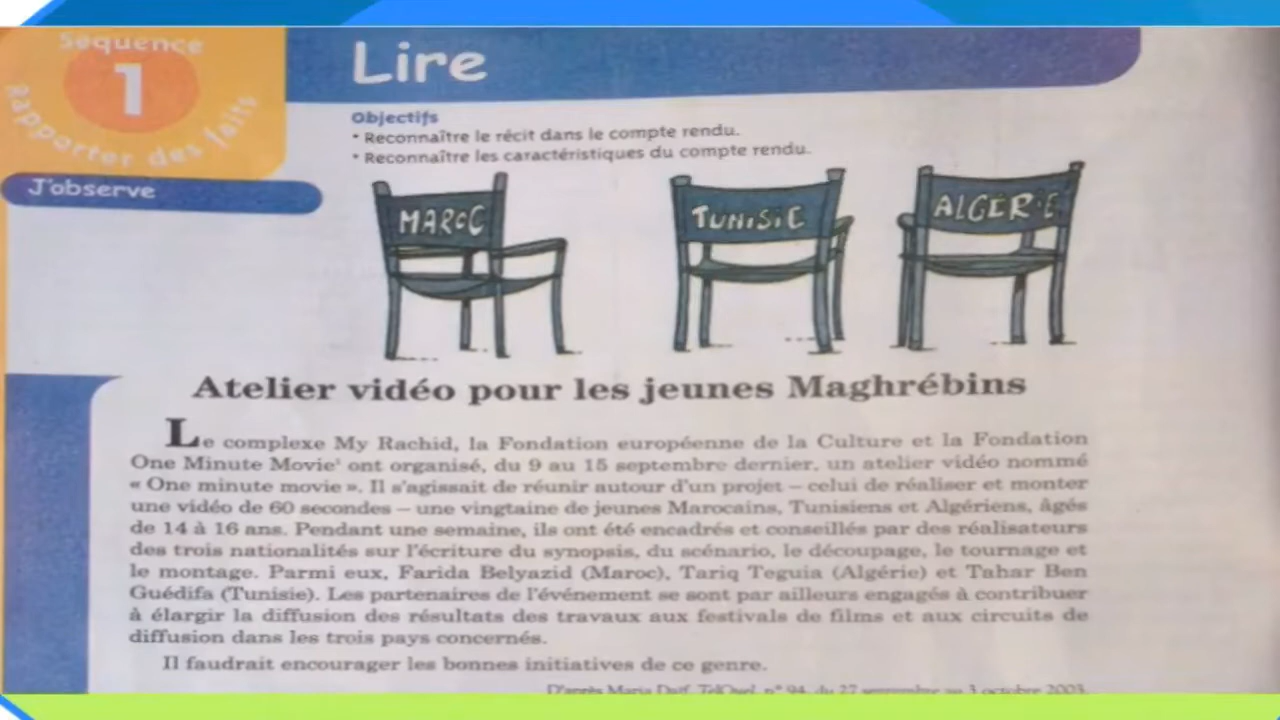 Séquence
1
Rapporter des faits
Lire
Objectifs
* Reconnaître le récit dans le compte rendu.
* Reconnaître les caractéristiques du compte rendu.
J'observe
MAROC
TUNISIE
ALGERIE
Atelier vidéo pour les jeunes Maghrébins
Le complexe My Rachid, la Fondation européenne de la Culture et la Fondation
One Minute Movie¹ ont organisé, du 9 au 15 septembre dernier, un atelier vidéo nommé
« One minute movie ». Il s'agissait de réunir autour d'un projet – celui de réaliser et monter
une vidéo de 60 secondes – une vingtaine de jeunes Marocains, Tunisiens et Algériens, âgés
de 14 à 16 ans. Pendant une semaine, ils ont été encadrés et conseillés par des réalisateurs
des trois nationalités sur l'écriture du synopsis, du scénario, le découpage, le tournage et
le montage. Parmi eux, Farida Belyazid (Maroc), Tariq Teguia (Algérie) et Tahar Ben
Guédifa (Tunisie). Les partenaires de l'événement se sont par ailleurs engagés à contribuer
à élargir la diffusion des résultats des travaux aux festivals de films et aux circuits de
diffusion dans les trois pays concernés.
Il faudrait encourager les bonnes initiatives de ce genre.
D'après Maria Daïf, TelQuel, n° 94, du 27 septembre au 3 octobre 2003.